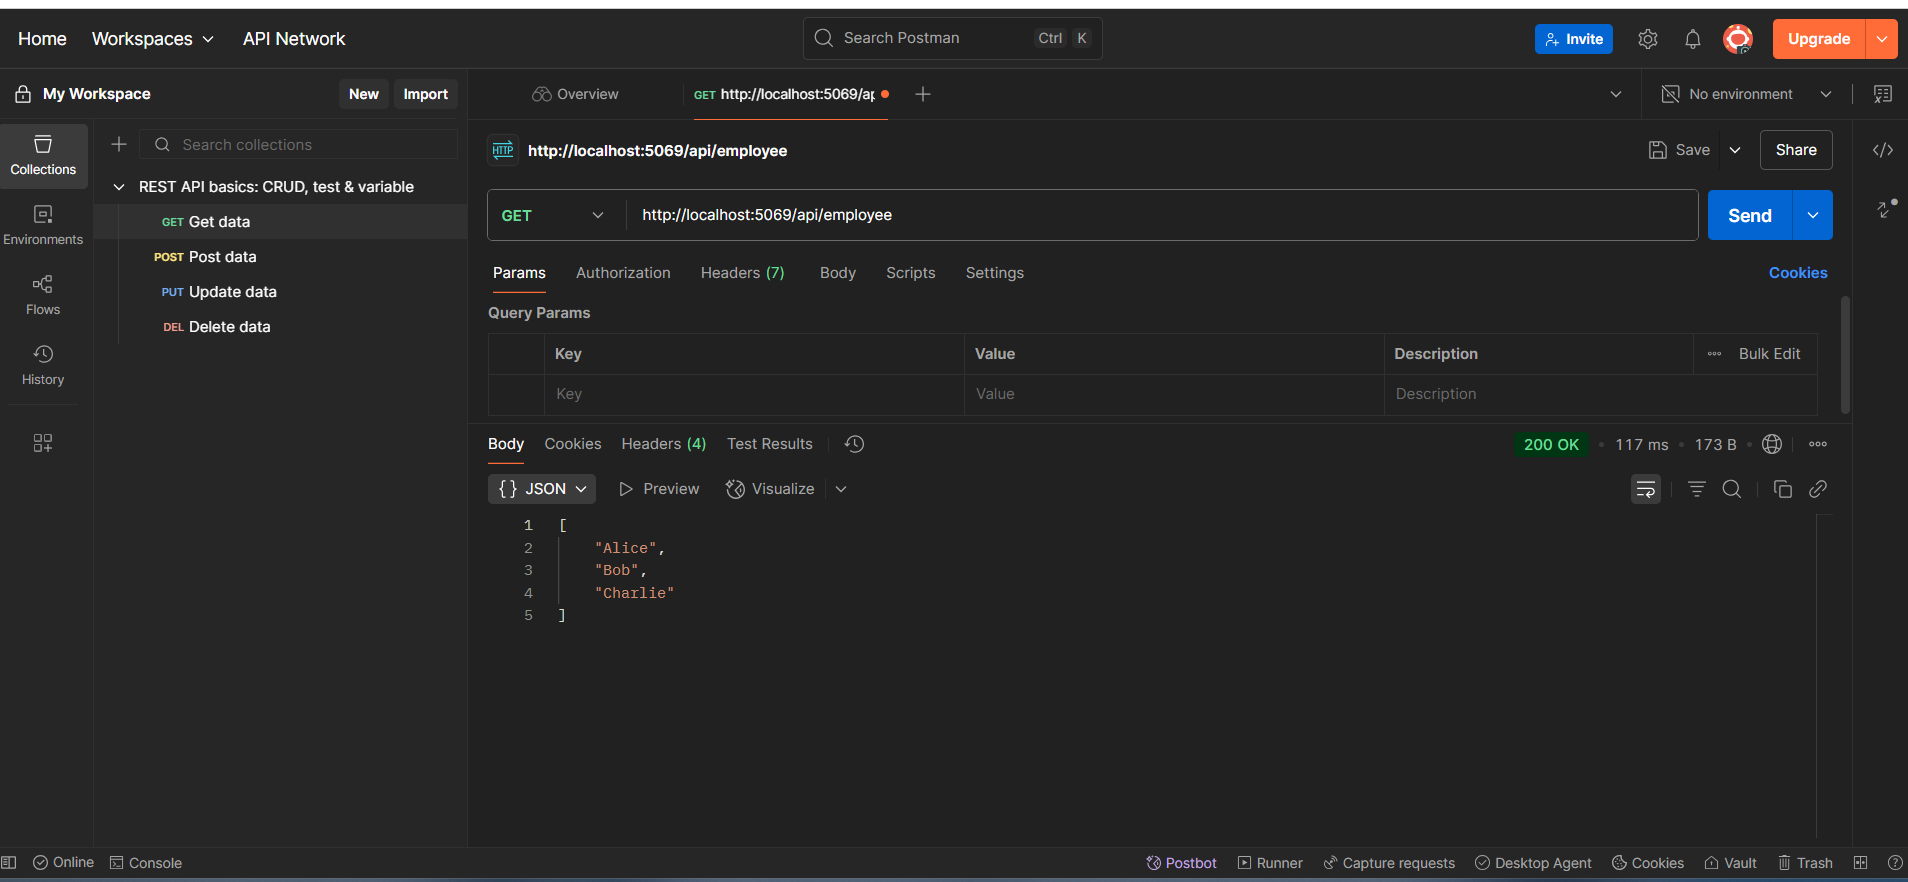 Home Workspaces API Network Search Postman Ctrl K Invite Upgrade
My Workspace New Import Overview GET http://localhost:5069/ap No environment
Collections
Search collections
HTTP http://localhost:5069/api/employee Save Share
REST API basics: CRUD, test & variable
GET Get data
POST Post data
PUT Update data
DEL Delete data
Environments
Flows
History
GET http://localhost:5069/api/employee Send
Params Authorization Headers (7) Body Scripts Settings Cookies
Query Params
Key Value Description Bulk Edit
Key Value Description
Body Cookies Headers (4) Test Results 200 OK • 117 ms • 173 B •
{} JSON Preview Visualize
1 [
2 "Alice",
3 "Bob",
4 "Charlie"
5 ]
Online Console Postbot Runner Capture requests Desktop Agent Cookies Vault Trash